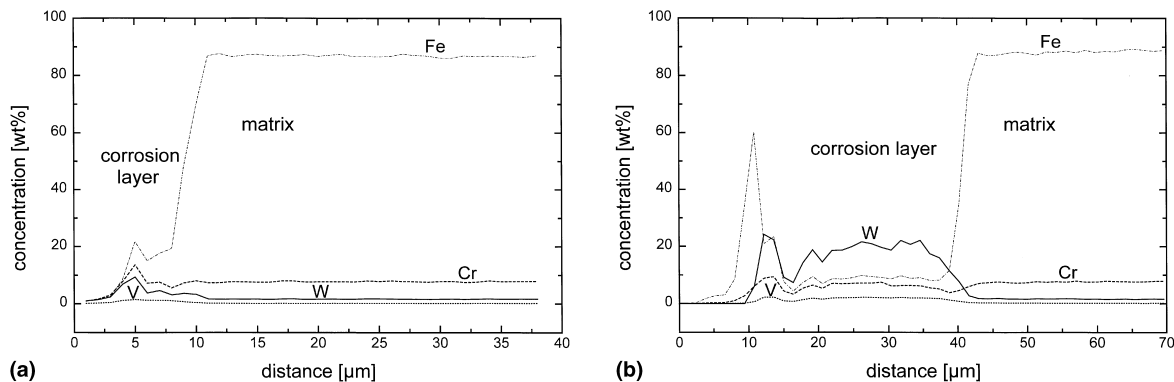 100
80
60
40
20
0
concentration [wt%]
Fe
matrix
corrosion
layer
V
W
Cr
0 5 10 15 20 25 30 35 40
distance [µm]
(a)
100
80
60
40
20
0
concentration [wt%]
Fe
matrix
corrosion layer
W
V
Cr
0 10 20 30 40 50 60 70
distance [µm]
(b)